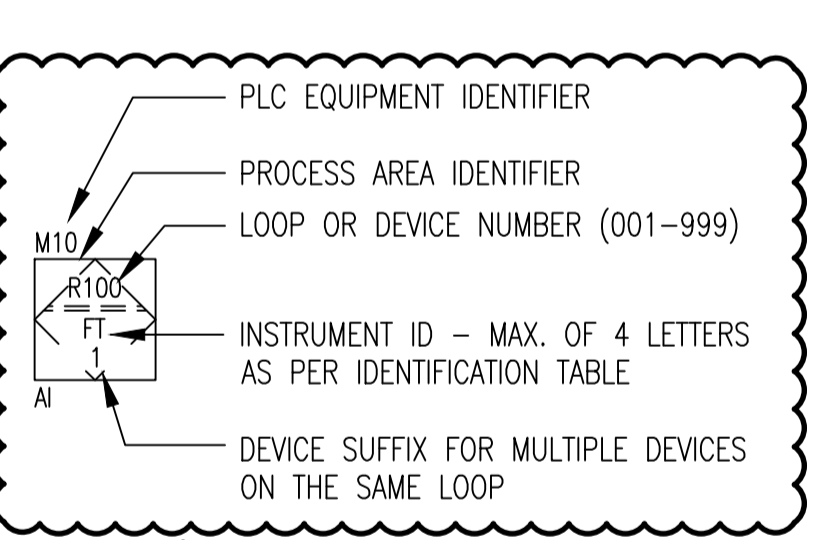 PLC EQUIPMENT IDENTIFIER
PROCESS AREA IDENTIFIER
LOOP OR DEVICE NUMBER (001-999)
M10
R100
FT
1
AI
INSTRUMENT ID - MAX. OF 4 LETTERS
AS PER IDENTIFICATION TABLE
DEVICE SUFFIX FOR MULTIPLE DEVICES
ON THE SAME LOOP